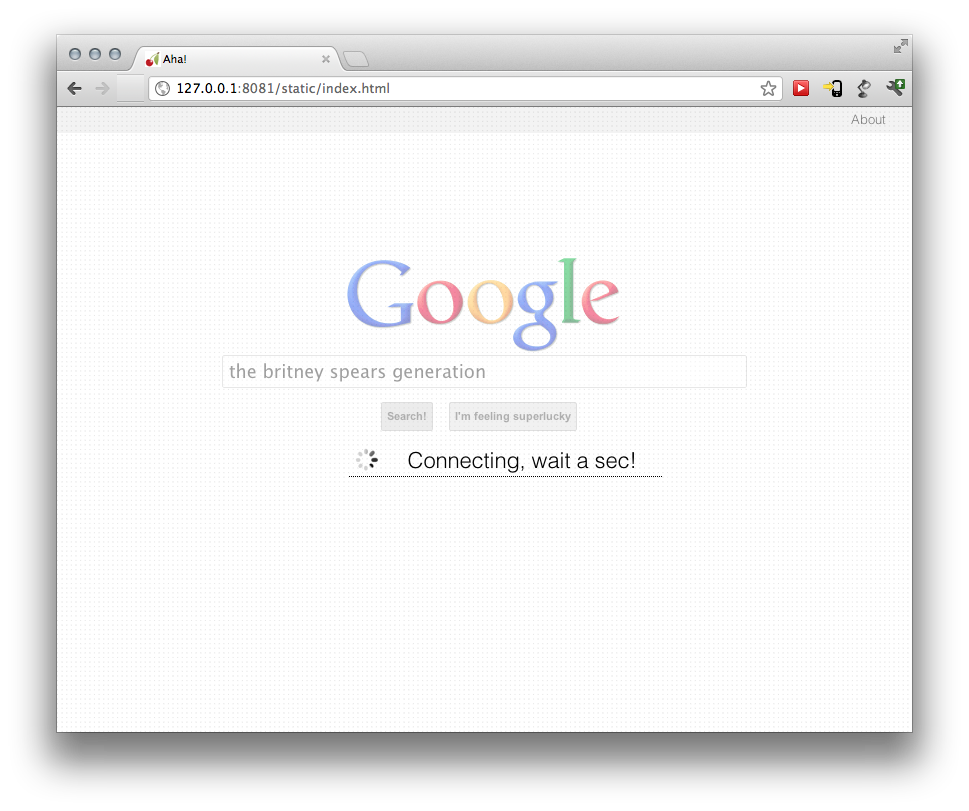 Aha!
127.0.0.1:8081/static/index.html
About
Google
the britney spears generation
Search! I'm feeling superlucky
Connecting, wait a sec!